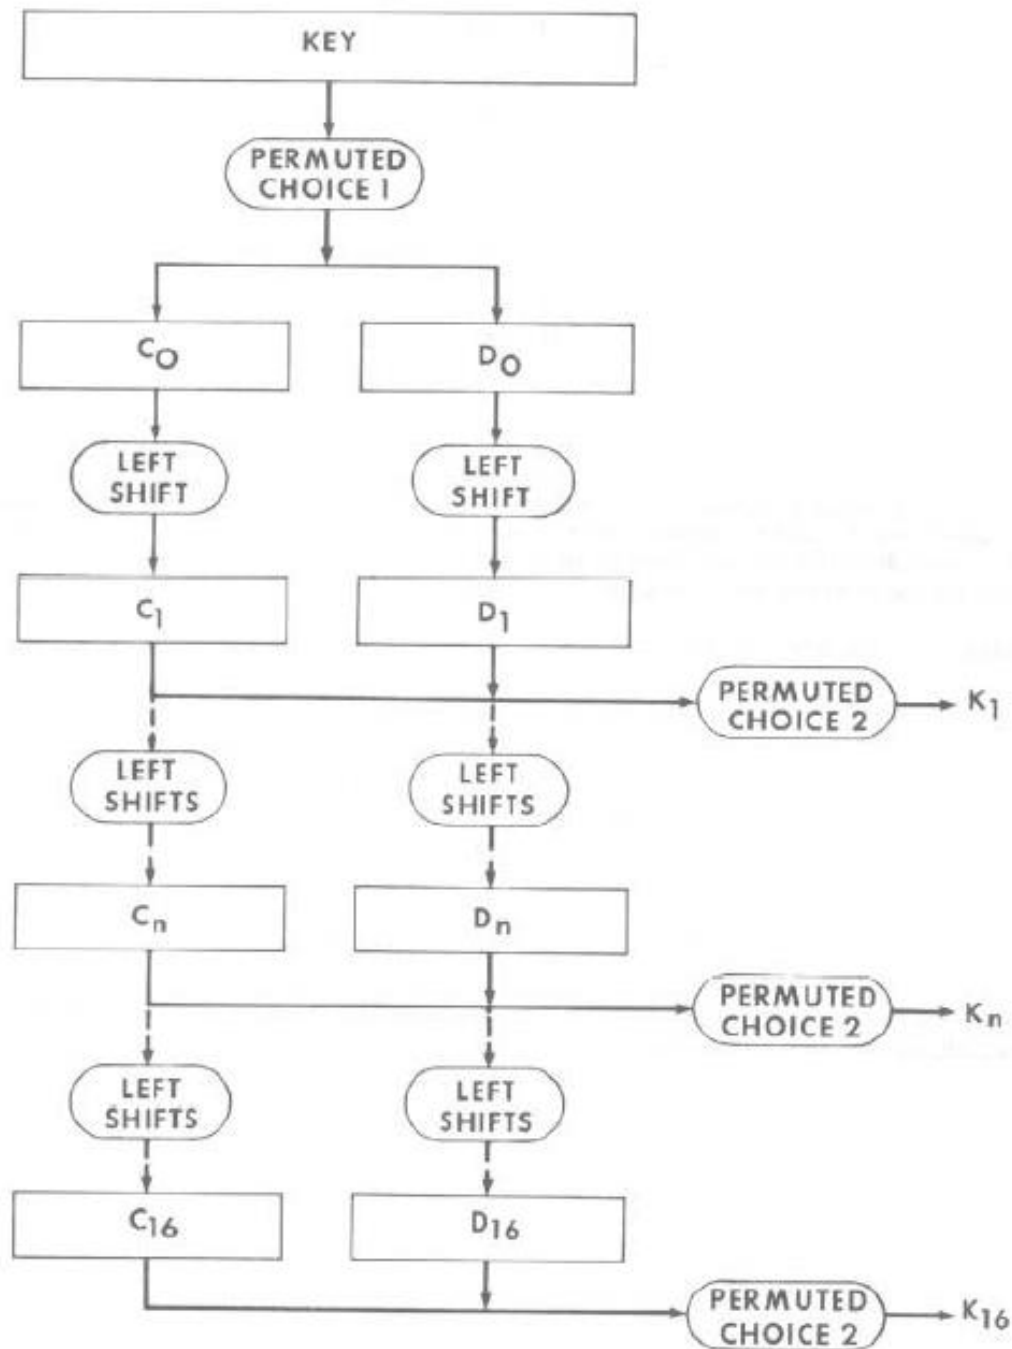 KEY
PERMUTED
CHOICE 1
C0
D0
LEFT
SHIFT
LEFT
SHIFT
C1
D1
PERMUTED
CHOICE 2
K1
LEFT
SHIFTS
LEFT
SHIFTS
Cn
Dn
PERMUTED
CHOICE 2
Kn
LEFT
SHIFTS
LEFT
SHIFTS
C16
D16
PERMUTED
CHOICE 2
K16